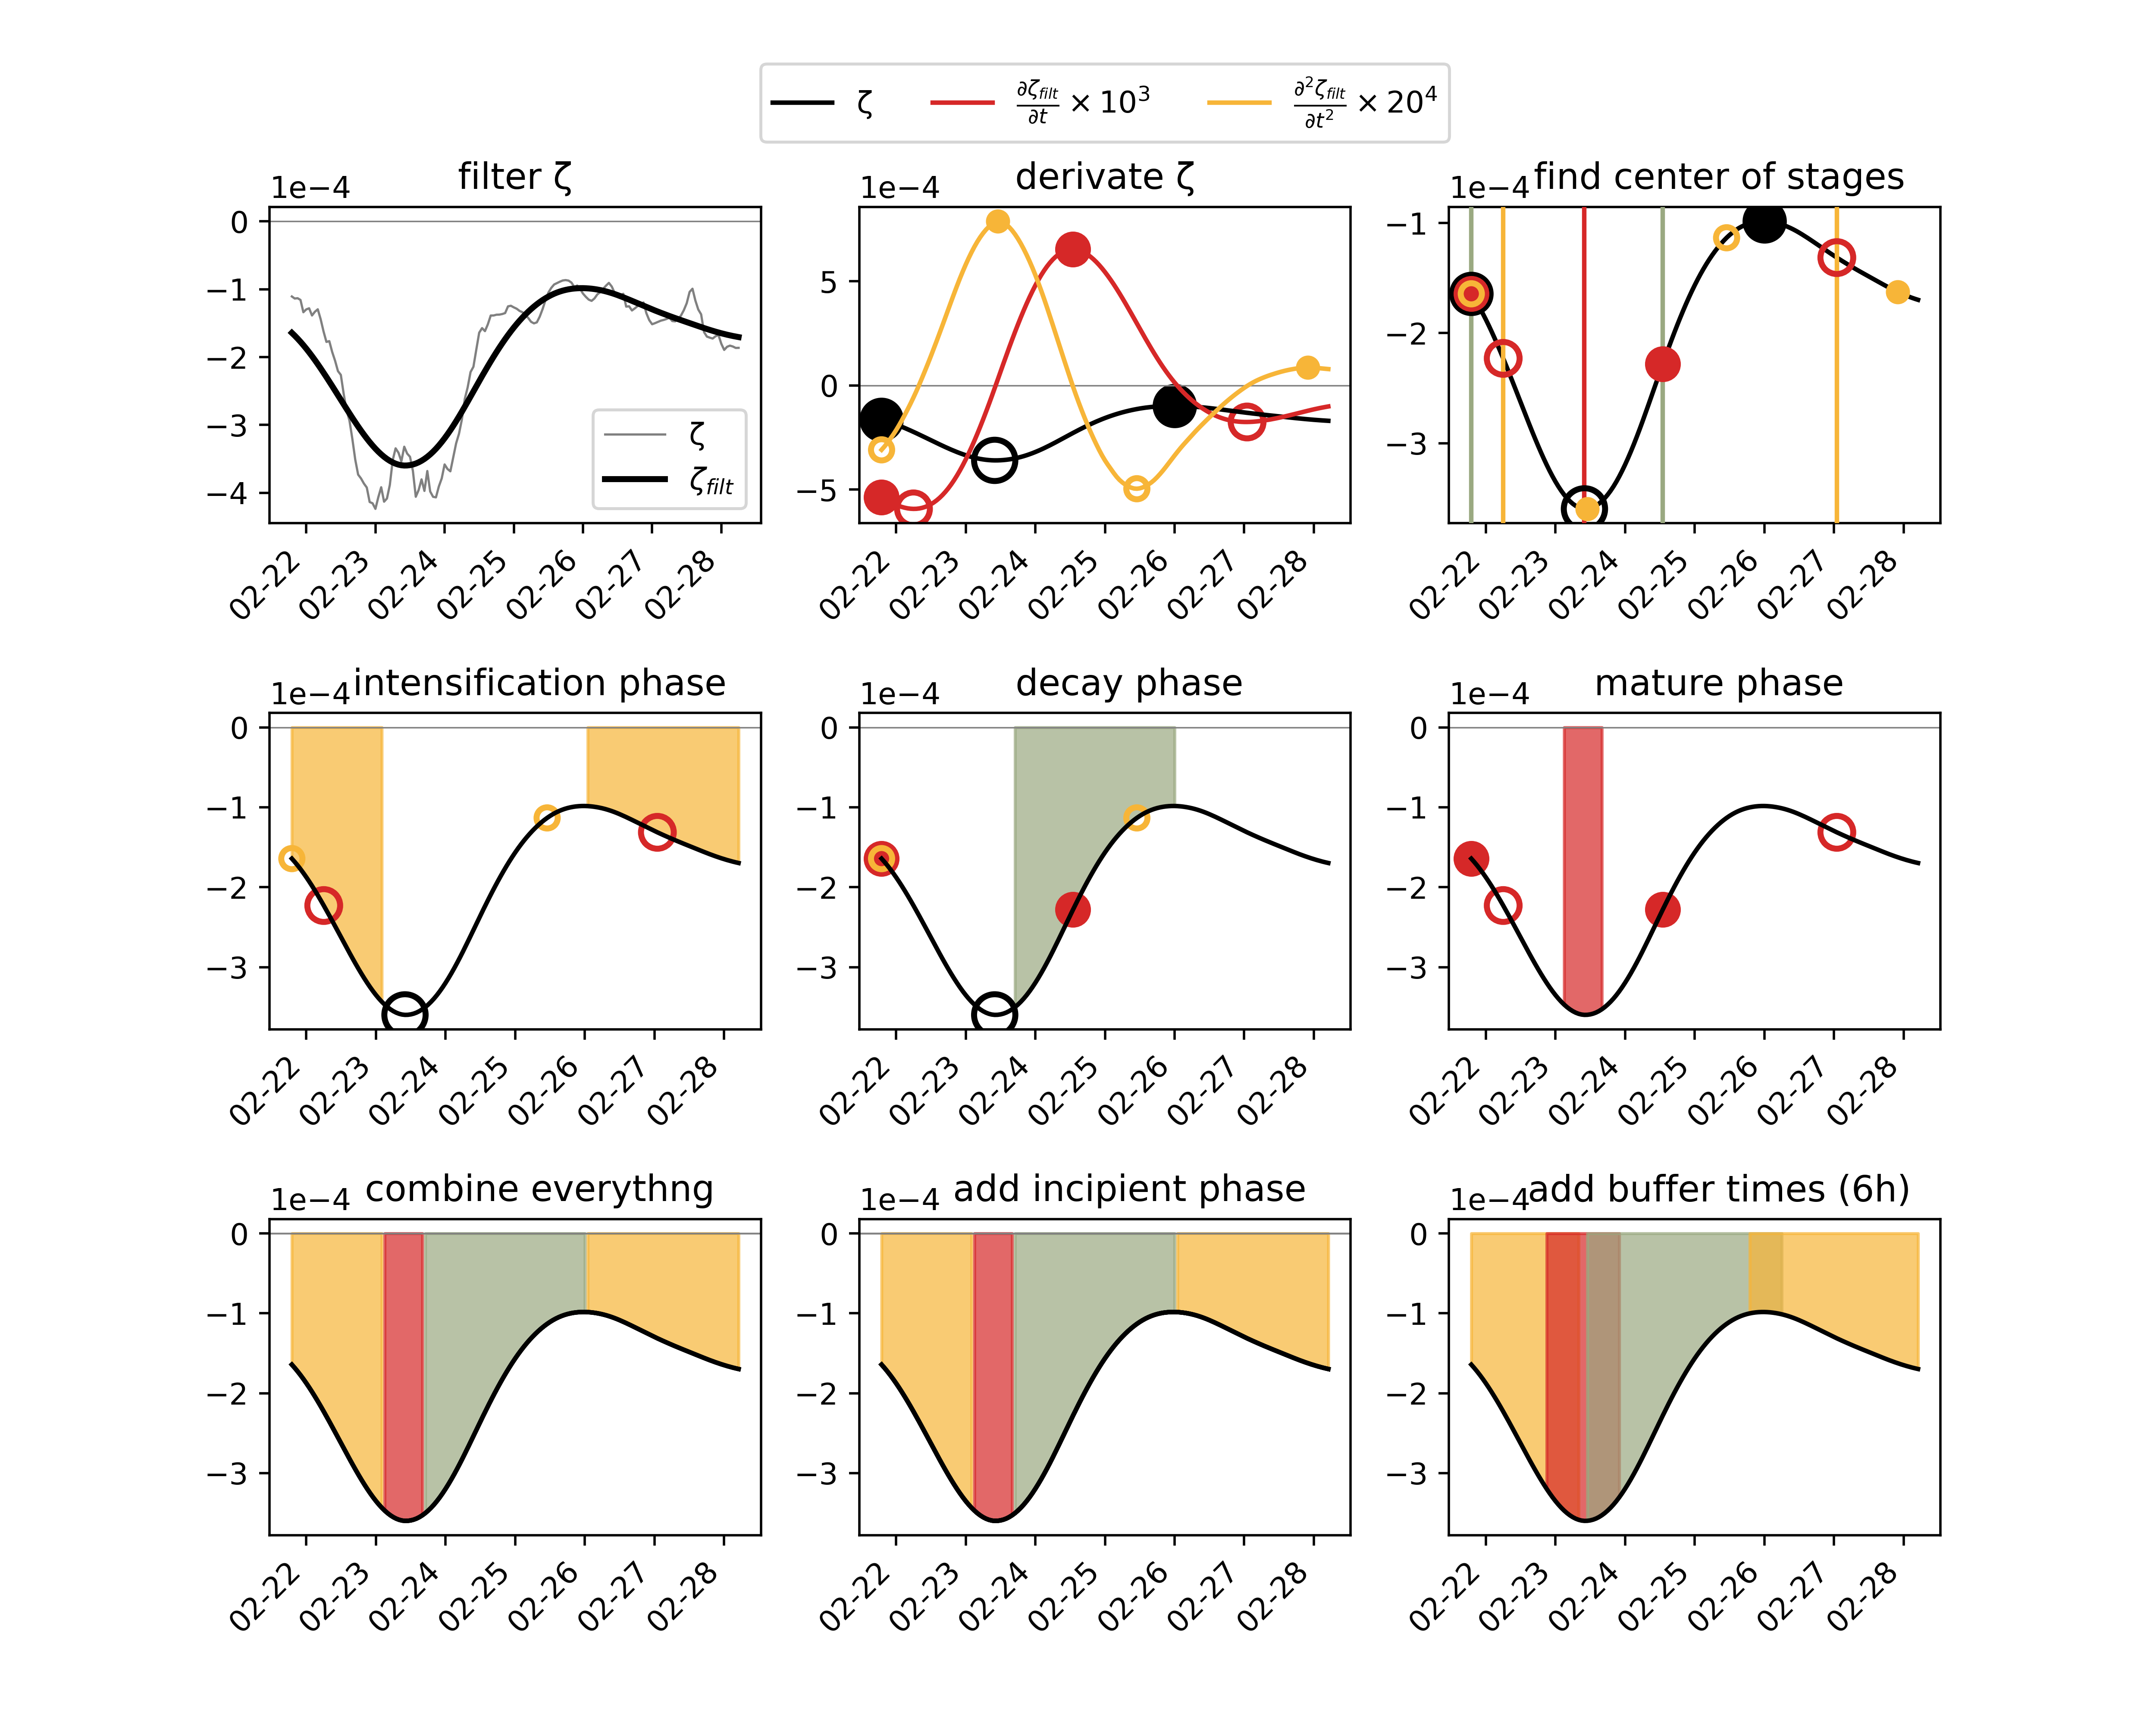 ζ ∂ζ_filt/∂t × 10³ ∂²ζ_filt/∂t² × 20⁴
filter ζ
1e−4
0
−1
−2
−3
−4
ζ
ζ_filt
02-22 02-23 02-24 02-25 02-26 02-27 02-28
derivate ζ
1e−4
5
0
−5
02-22 02-23 02-24 02-25 02-26 02-27 02-28
find center of stages
1e−4
−1
−2
−3
02-22 02-23 02-24 02-25 02-26 02-27 02-28
intensification phase
1e−4
0
−1
−2
−3
02-22 02-23 02-24 02-25 02-26 02-27 02-28
decay phase
1e−4
0
−1
−2
−3
02-22 02-23 02-24 02-25 02-26 02-27 02-28
mature phase
1e−4
0
−1
−2
−3
02-22 02-23 02-24 02-25 02-26 02-27 02-28
combine everythng
1e−4
0
−1
−2
−3
02-22 02-23 02-24 02-25 02-26 02-27 02-28
add incipient phase
1e−4
0
−1
−2
−3
02-22 02-23 02-24 02-25 02-26 02-27 02-28
add buffer times (6h)
1e−4
0
−1
−2
−3
02-22 02-23 02-24 02-25 02-26 02-27 02-28